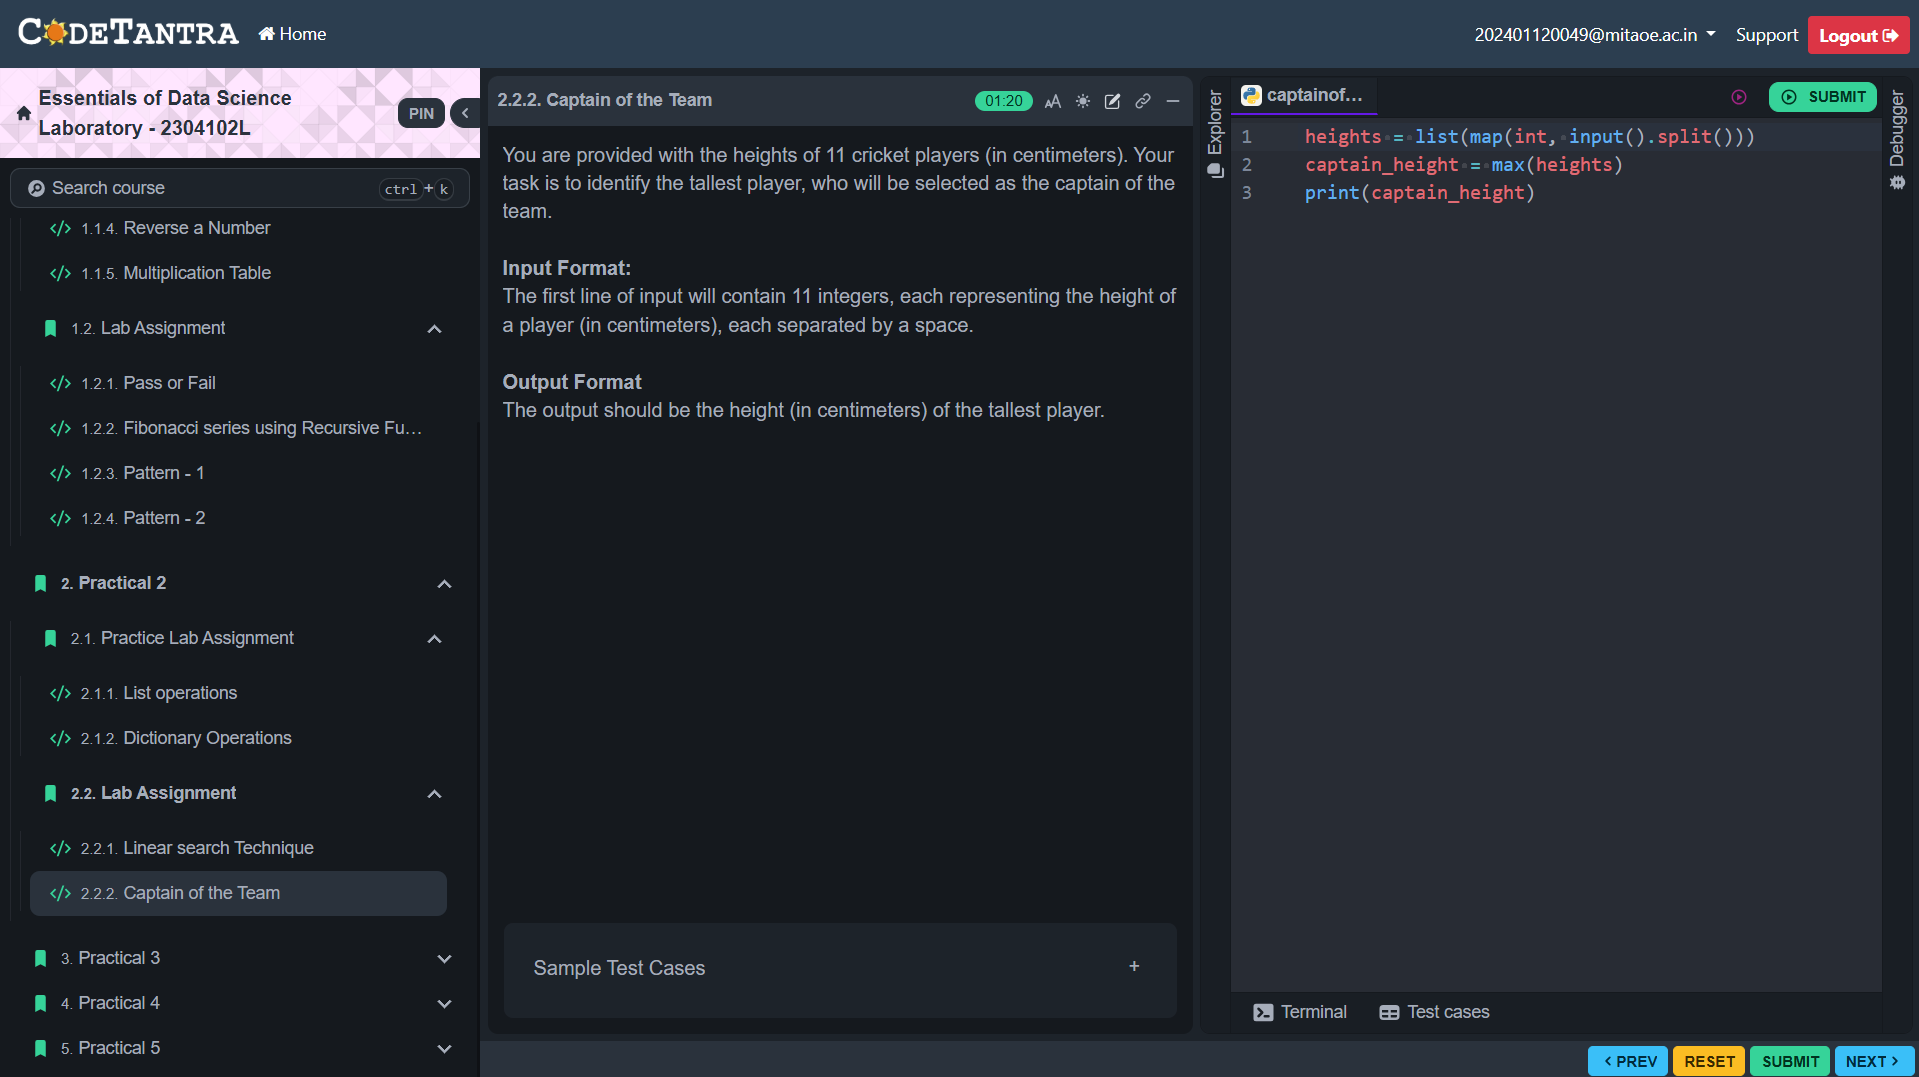 CODETANTRA Home
202401120049@mitaoe.ac.in Support Logout
Essentials of Data Science
Laboratory - 2304102L
PIN
Search course ctrl + k
1.1.4. Reverse a Number
1.1.5. Multiplication Table
1.2. Lab Assignment
1.2.1. Pass or Fail
1.2.2. Fibonacci series using Recursive Fu...
1.2.3. Pattern - 1
1.2.4. Pattern - 2
2. Practical 2
2.1. Practice Lab Assignment
2.1.1. List operations
2.1.2. Dictionary Operations
2.2. Lab Assignment
2.2.1. Linear search Technique
2.2.2. Captain of the Team
3. Practical 3
4. Practical 4
5. Practical 5
2.2.2. Captain of the Team 01:20 AA
You are provided with the heights of 11 cricket players (in centimeters). Your
task is to identify the tallest player, who will be selected as the captain of the
team.
Input Format:
The first line of input will contain 11 integers, each representing the height of
a player (in centimeters), each separated by a space.
Output Format
The output should be the height (in centimeters) of the tallest player.
Sample Test Cases +
Explorer
captainof...
SUBMIT
1 heights = list(map(int, input().split()))
2 captain_height = max(heights)
3 print(captain_height)
Debugger
Terminal Test cases
PREV RESET SUBMIT NEXT